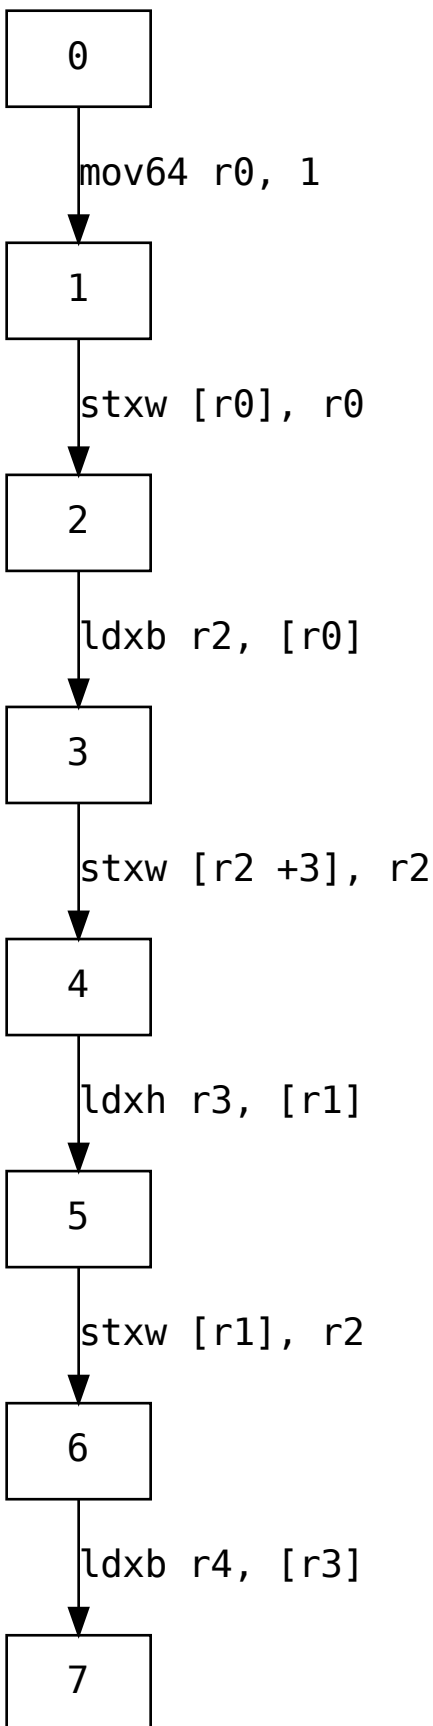 0
mov64 r0, 1
1
stxw [r0], r0
2
ldxb r2, [r0]
3
stxw [r2 +3], r2
4
ldxh r3, [r1]
5
stxw [r1], r2
6
ldxb r4, [r3]
7